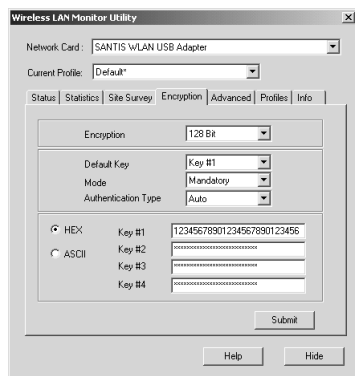 Wireless LAN Monitor Utility
Network Card : SANTIS WLAN USB Adapter
Current Profile: Default*
Status Statistics Site Survey Encryption Advanced Profiles Info
Encryption 128 Bit
Default Key Key #1
Mode Mandatory
Authentication Type Auto
HEX Key #1 12345678901234567890123456
ASCII Key #2 **************************
Key #3 **************************
Key #4 **************************
Submit
Help Hide